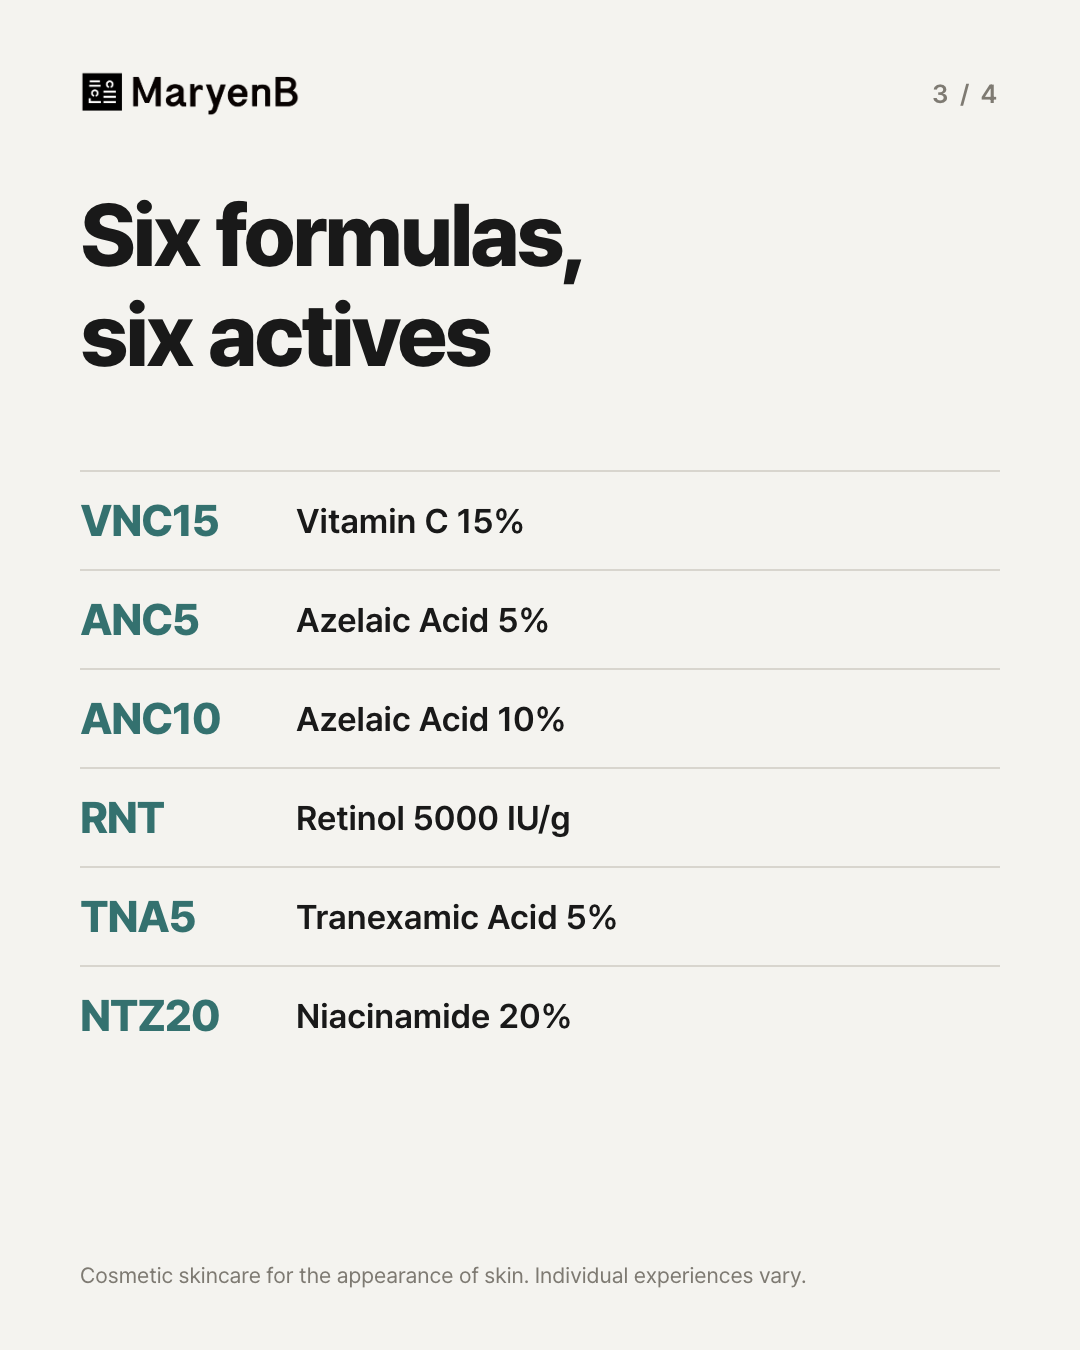 MaryenB
3 / 4
Six formulas,
six actives
VNC15 Vitamin C 15%
ANC5 Azelaic Acid 5%
ANC10 Azelaic Acid 10%
RNT Retinol 5000 IU/g
TNA5 Tranexamic Acid 5%
NTZ20 Niacinamide 20%
Cosmetic skincare for the appearance of skin. Individual experiences vary.